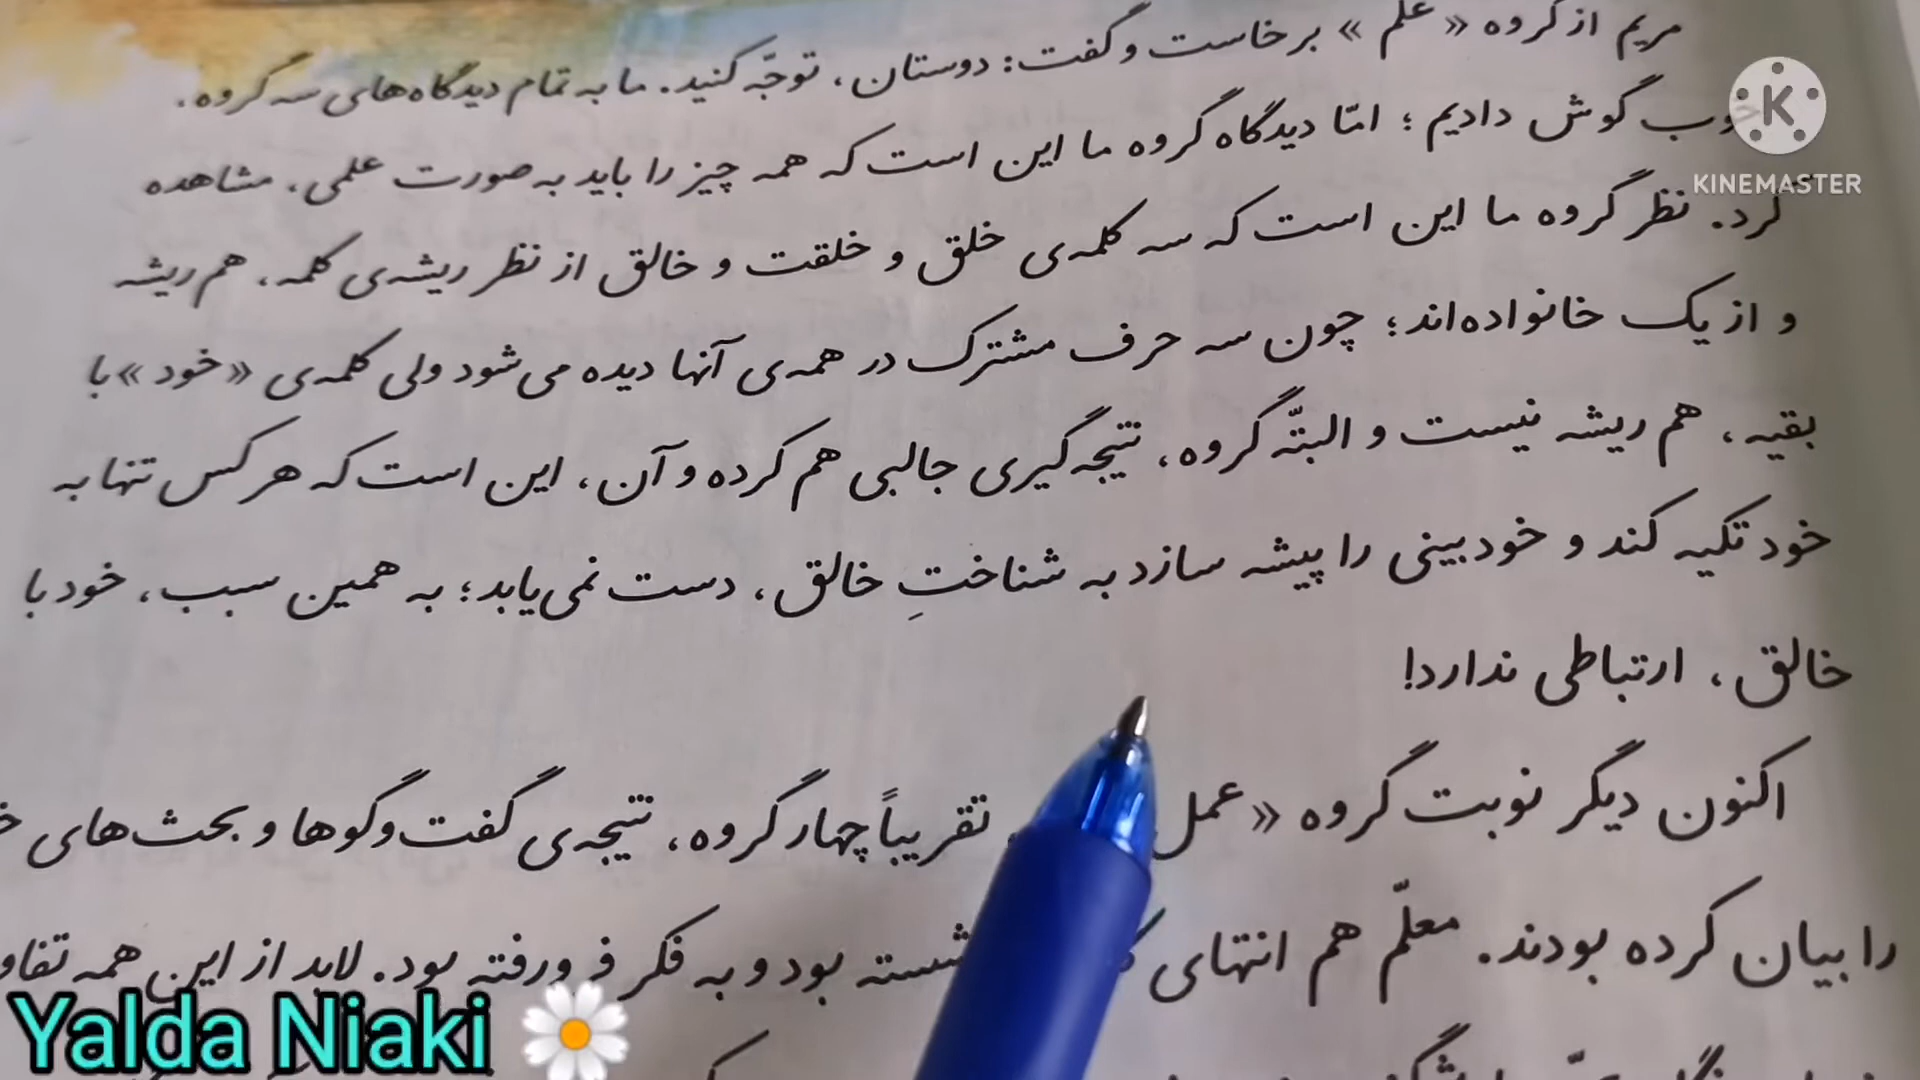 مریم از گروه « علم » برخاست و گفت: دوستان، توجّه کنید. ما به تمام دیدگاه‌های سه گروه،
خوب گوش دادیم؛ امّا دیدگاه گروه ما این است که همه چیز را باید به صورت علمی، مشاهده
کرد. نظر گروه ما این است که سه کلمه‌ی خلق و خلقت و خالق از نظر ریشه‌ی کلمه، هم ریشه
و از یک خانواده‌اند؛ چون سه حرف مشترک در همه‌ی آنها دیده می‌شود ولی کلمه‌ی «خود» با
بقیه، هم ریشه نیست و البتّه گروه، نتیجه‌گیری جالبی هم کرده و آن، این است که هر کس تنها به
خود تکیه کند و خودبینی را پیشه سازد به شناختِ خالق، دست نمی‌یابد؛ به همین سبب، خود با
خالق، ارتباطی ندارد!
اکنون دیگر نوبت گروه «عمل تقریباً چهار گروه، نتیجه‌ی گفت‌وگوها و بحث‌های
را بیان کرده بودند. معلّم هم انتهای بود و به فکر فرو رفته بود. لابد از این همه
KINEMASTER
Yalda Niaki